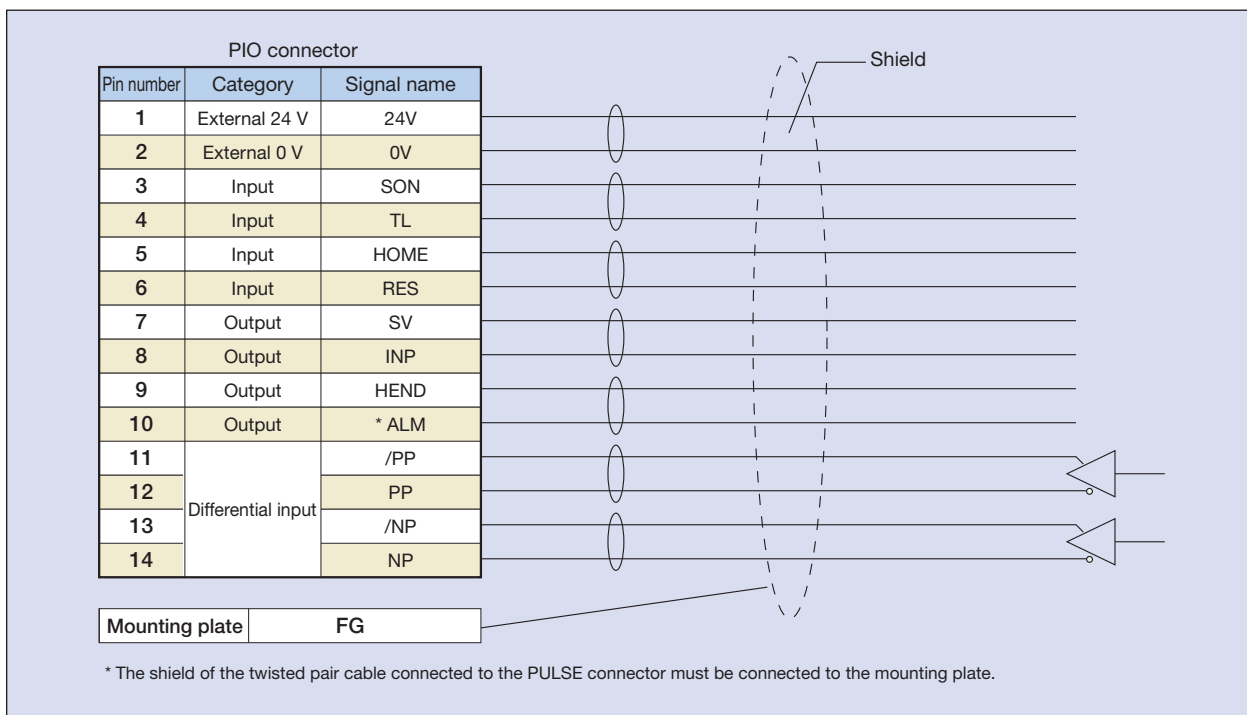 PIO connector
Shield
Pin number Category Signal name
1 External 24 V 24V
2 External 0 V 0V
3 Input SON
4 Input TL
5 Input HOME
6 Input RES
7 Output SV
8 Output INP
9 Output HEND
10 Output * ALM
11 /PP
12 PP
Differential input
13 /NP
14 NP
Mounting plate FG
* The shield of the twisted pair cable connected to the PULSE connector must be connected to the mounting plate.